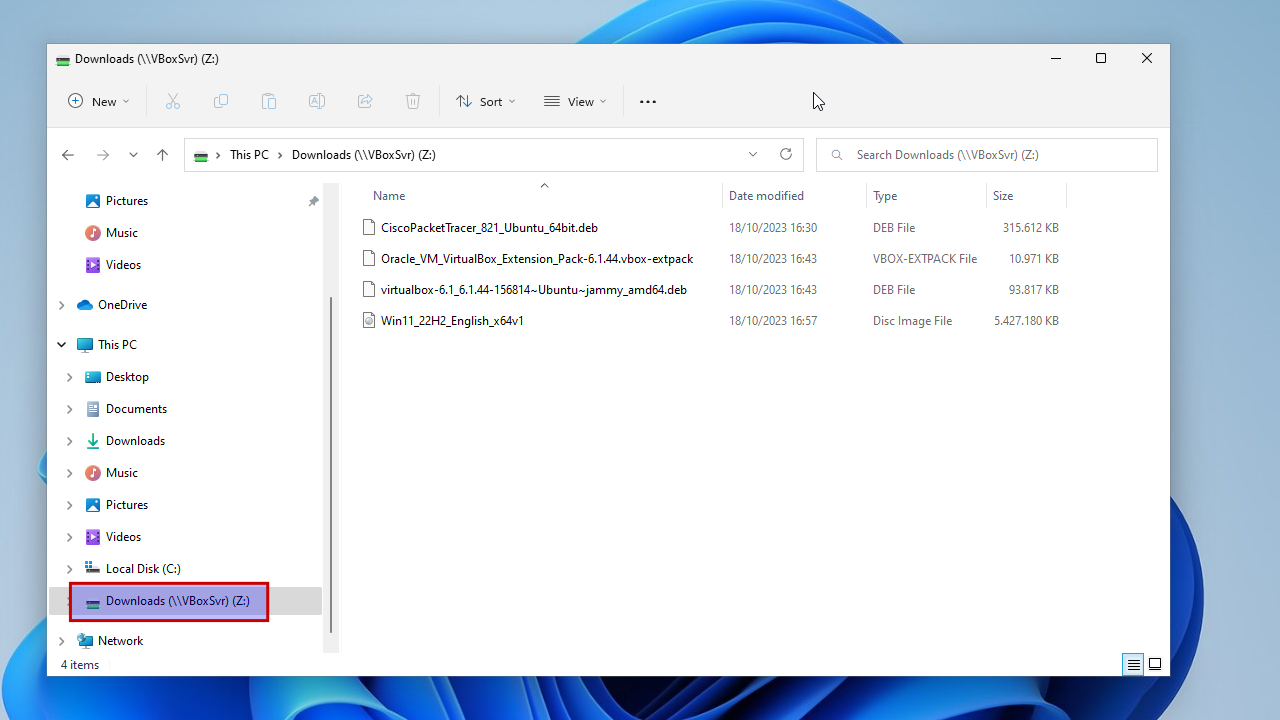 Downloads (\\VBoxSvr) (Z:)
New
Sort
View
This PC > Downloads (\\VBoxSvr) (Z:)
Search Downloads (\\VBoxSvr) (Z:)
Pictures
Music
Videos
OneDrive
This PC
Desktop
Documents
Downloads
Music
Pictures
Videos
Local Disk (C:)
Downloads (\\VBoxSvr) (Z:)
Network
Name Date modified Type Size
CiscoPacketTracer_821_Ubuntu_64bit.deb 18/10/2023 16:30 DEB File 315.612 KB
Oracle_VM_VirtualBox_Extension_Pack-6.1.44.vbox-extpack 18/10/2023 16:43 VBOX-EXTPACK File 10.971 KB
virtualbox-6.1_6.1.44-156814~Ubuntu~jammy_amd64.deb 18/10/2023 16:43 DEB File 93.817 KB
Win11_22H2_English_x64v1 18/10/2023 16:57 Disc Image File 5.427.180 KB
4 items